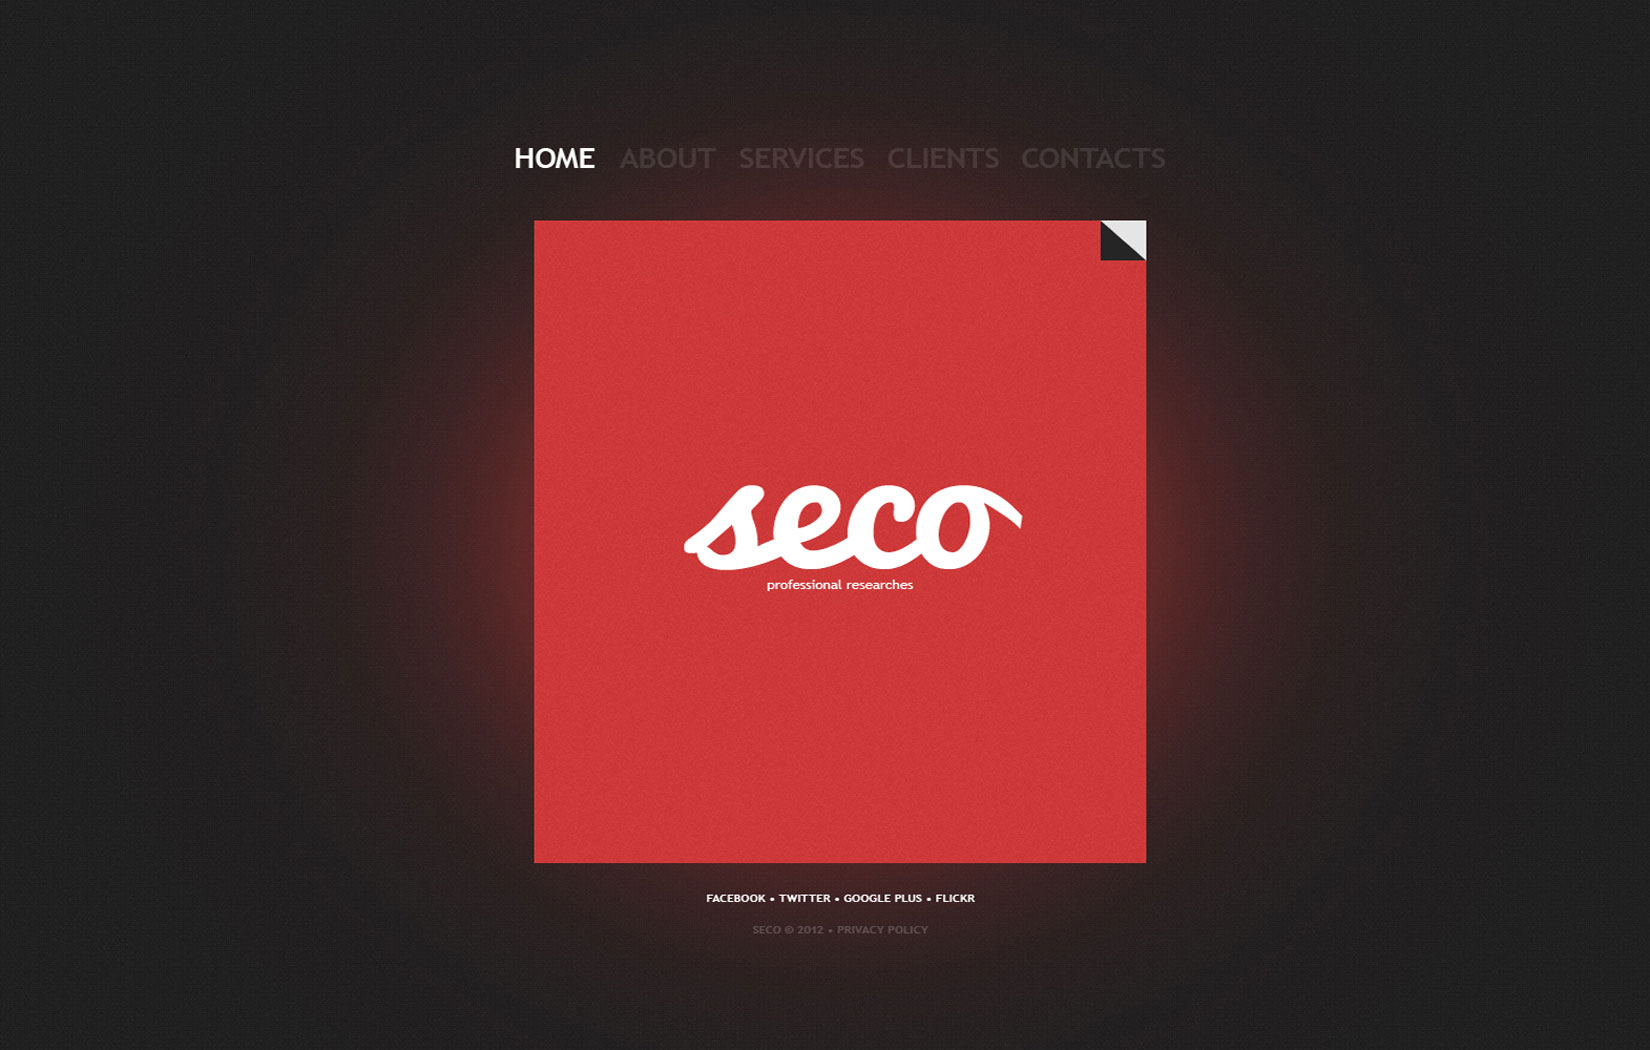 HOME ABOUT SERVICES CLIENTS CONTACTS
seco
professional researches
FACEBOOK • TWITTER • GOOGLE PLUS • FLICKR
SECO © 2012 • PRIVACY POLICY